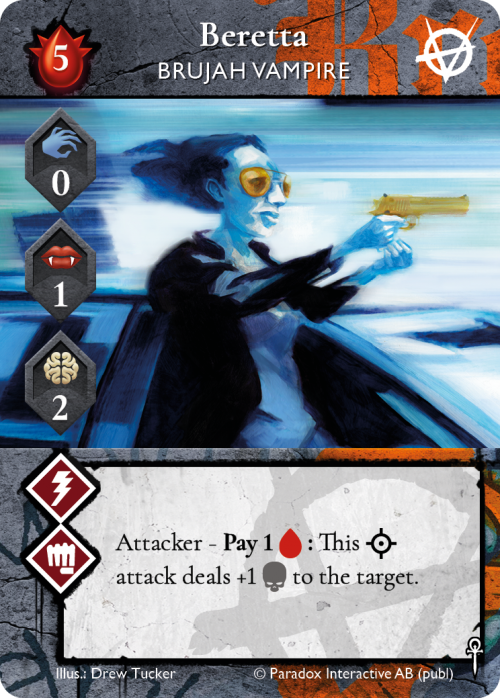 5
Beretta
BRUJAH VAMPIRE
0
1
2
Attacker - Pay 1 : This
attack deals +1 to the target.
Illus.: Drew Tucker
© Paradox Interactive AB (publ)